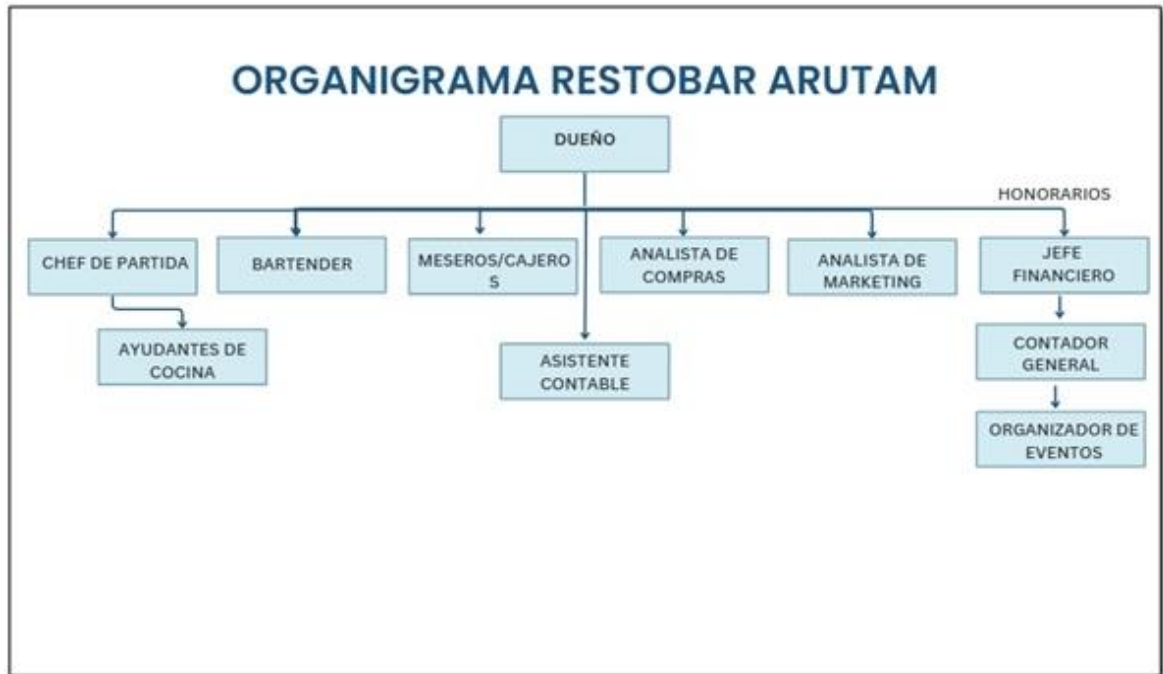 ORGANIGRAMA RESTOBAR ARUTAM
DUEÑO
HONORARIOS
CHEF DE PARTIDA
BARTENDER
MESEROS/CAJERO
S
ANALISTA DE
COMPRAS
ANALISTA DE
MARKETING
JEFE
FINANCIERO
AYUDANTES DE
COCINA
ASISTENTE
CONTABLE
CONTADOR
GENERAL
ORGANIZADOR DE
EVENTOS